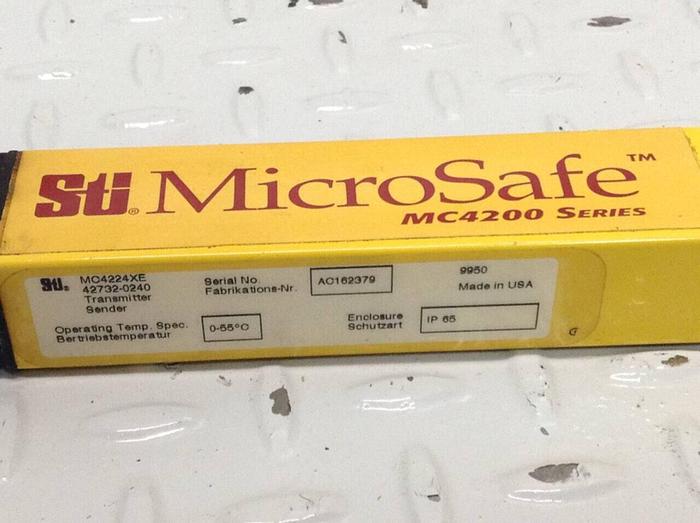 Sti® MicroSafe™
MC4200 SERIES
Sti® MC4224XE
42732-0240
Transmitter
Sender
Serial No.
Fabrikations-Nr.
AC162379
9950
Made in USA
Operating Temp. Spec.
Bertriebstemperatur
0-55°C
Enclosure
Schutzart
IP 65